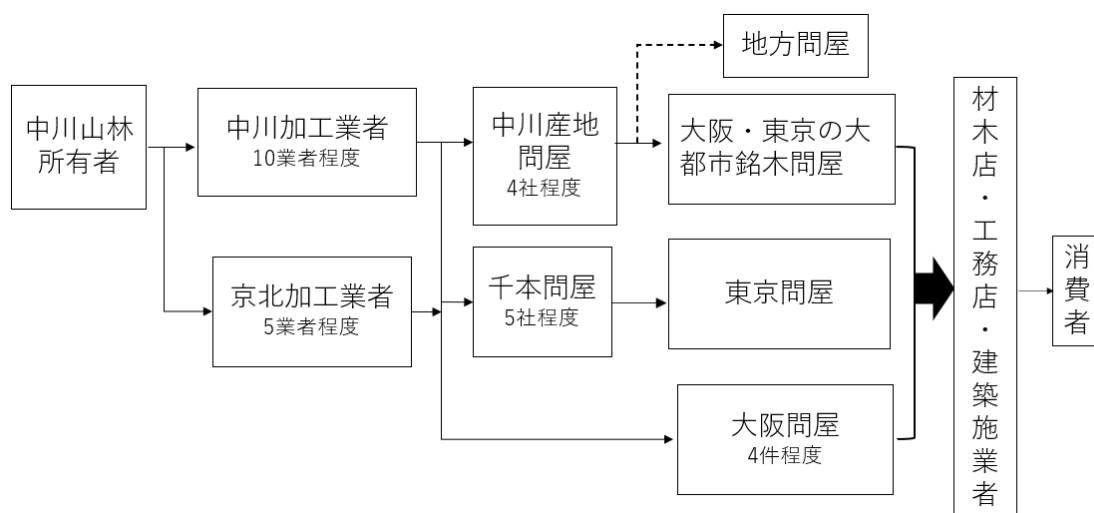 地方問屋
中川山林
所有者
中川加工業者
10業者程度
中川産地
問屋
4社程度
大阪・東京の大
都市銘木問屋
京北加工業者
5業者程度
千本問屋
5社程度
東京問屋
大阪問屋
4件程度
材木店・工務店・建築施業者
消費者